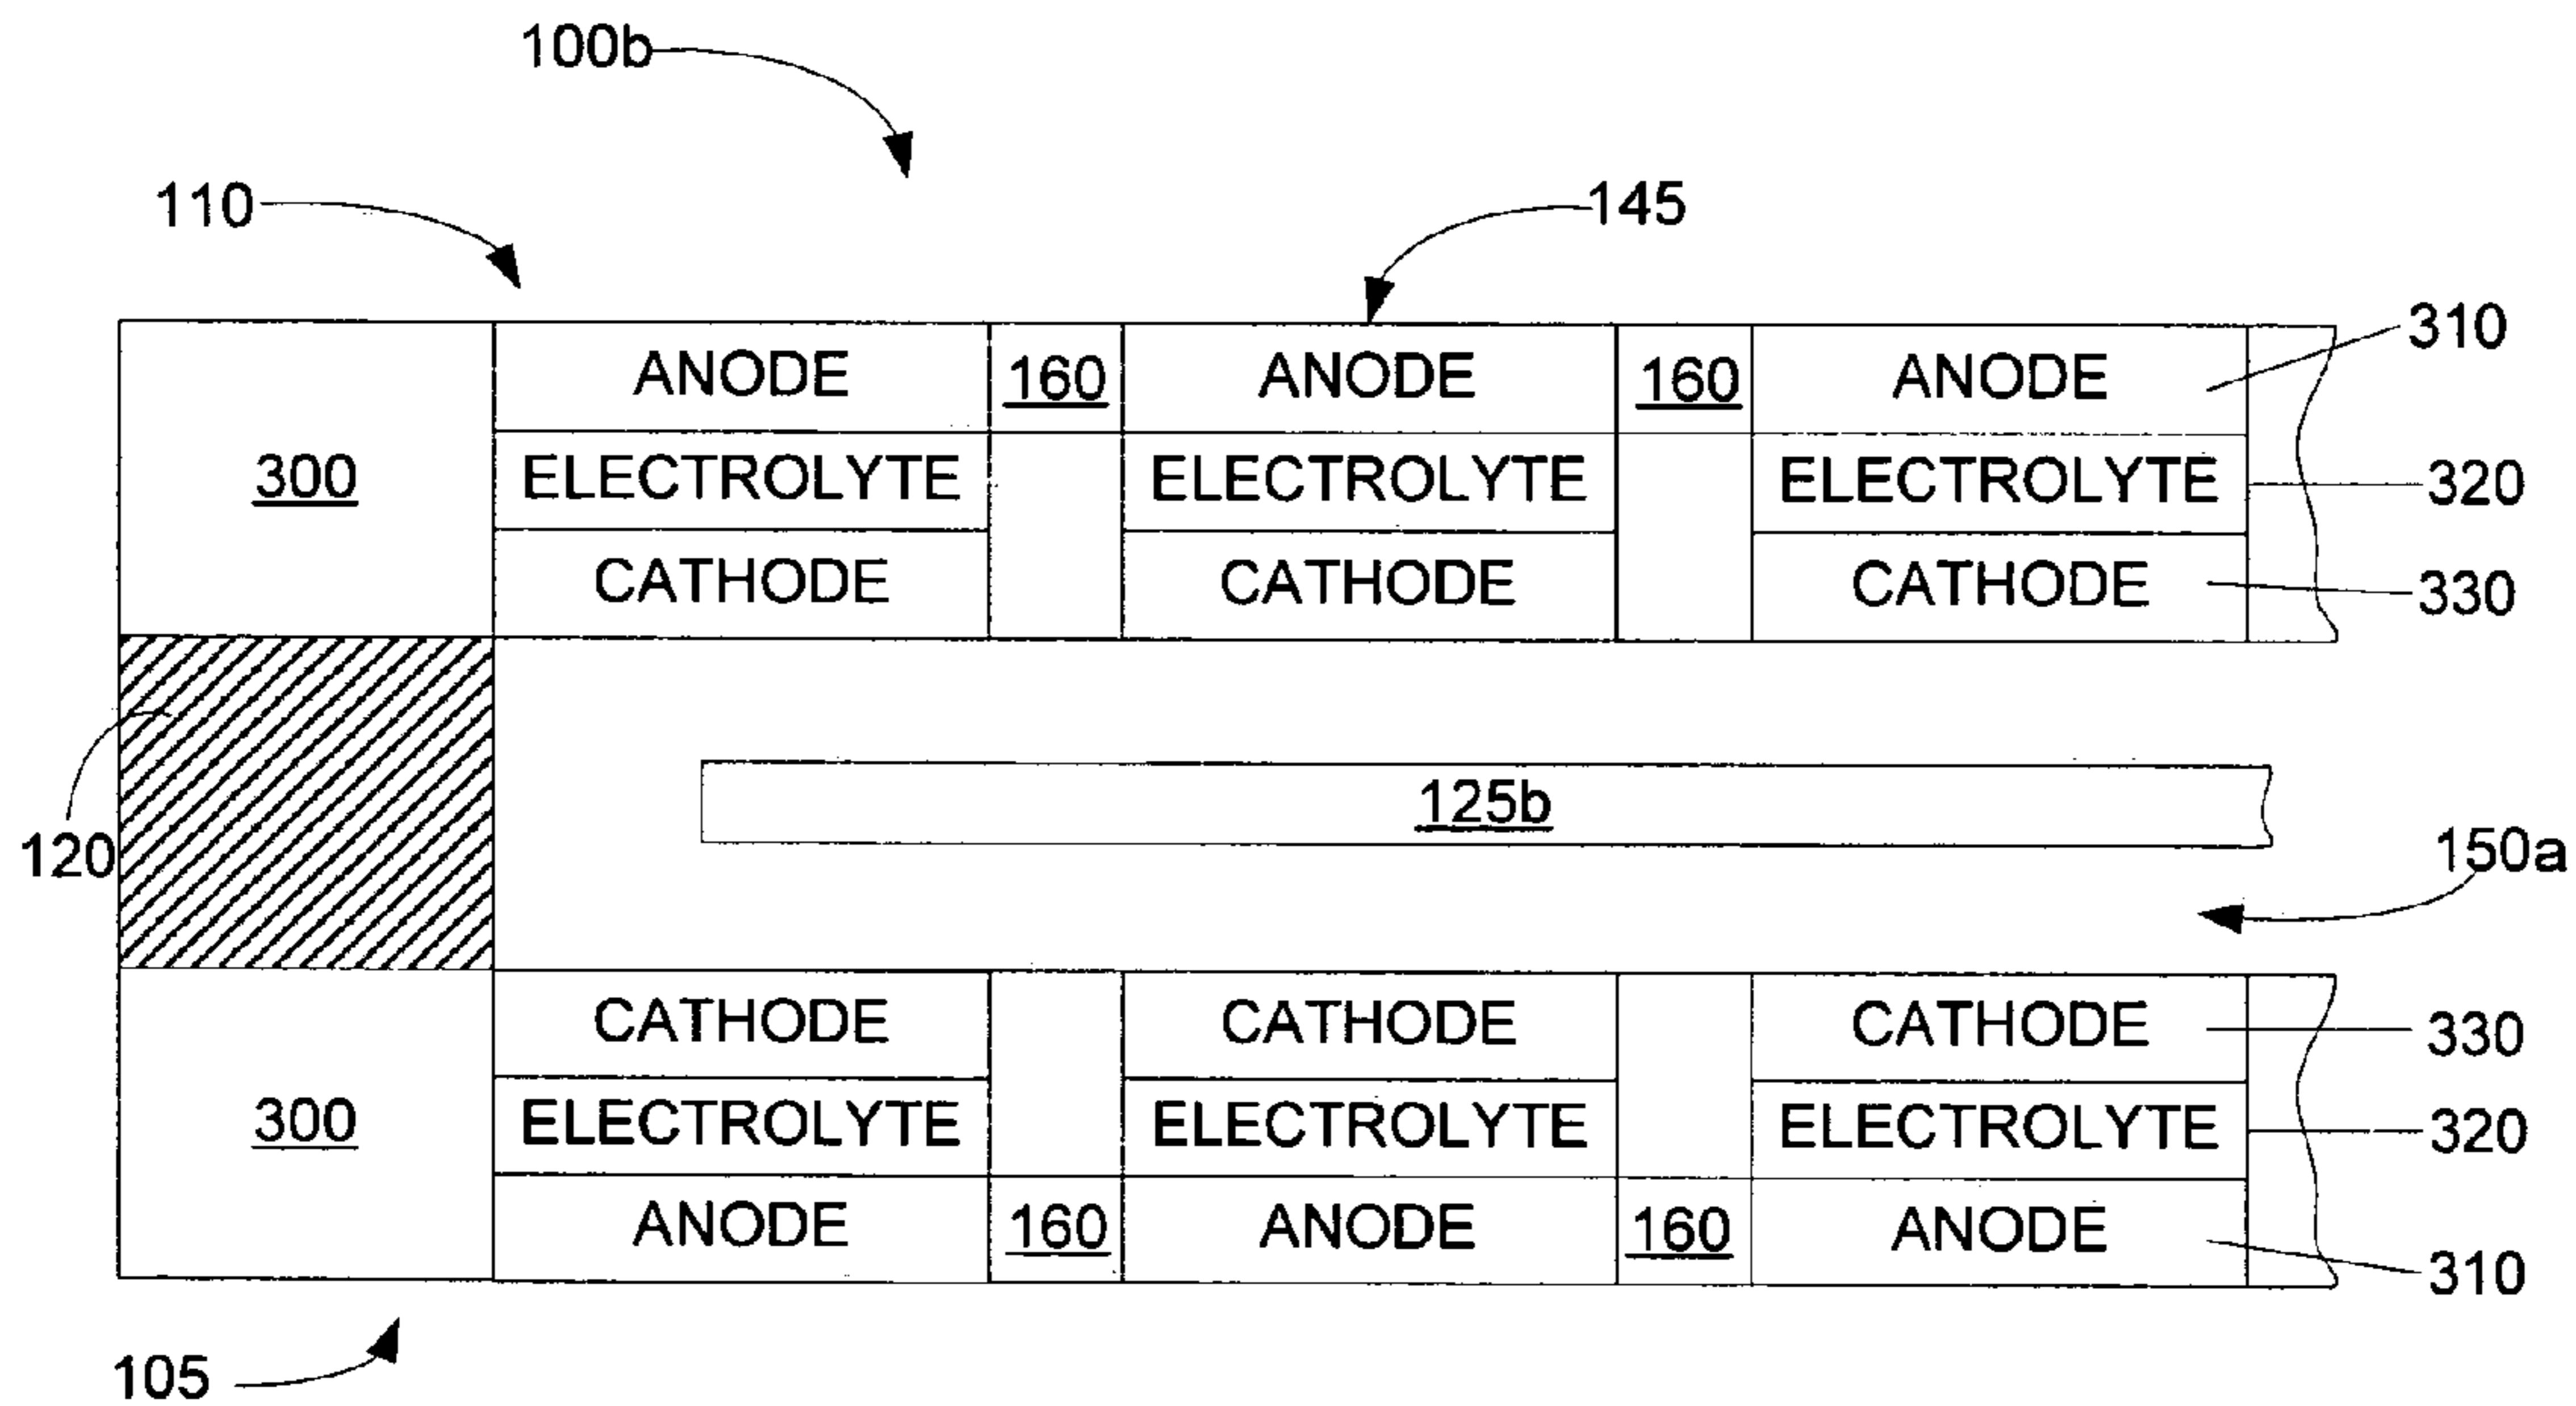 100b
110
145
ANODE 160 ANODE 160 ANODE 310
300 ELECTROLYTE ELECTROLYTE ELECTROLYTE 320
CATHODE CATHODE CATHODE 330
125b
120
150a
CATHODE CATHODE CATHODE 330
300 ELECTROLYTE ELECTROLYTE ELECTROLYTE 320
ANODE 160 ANODE 160 ANODE 310
105